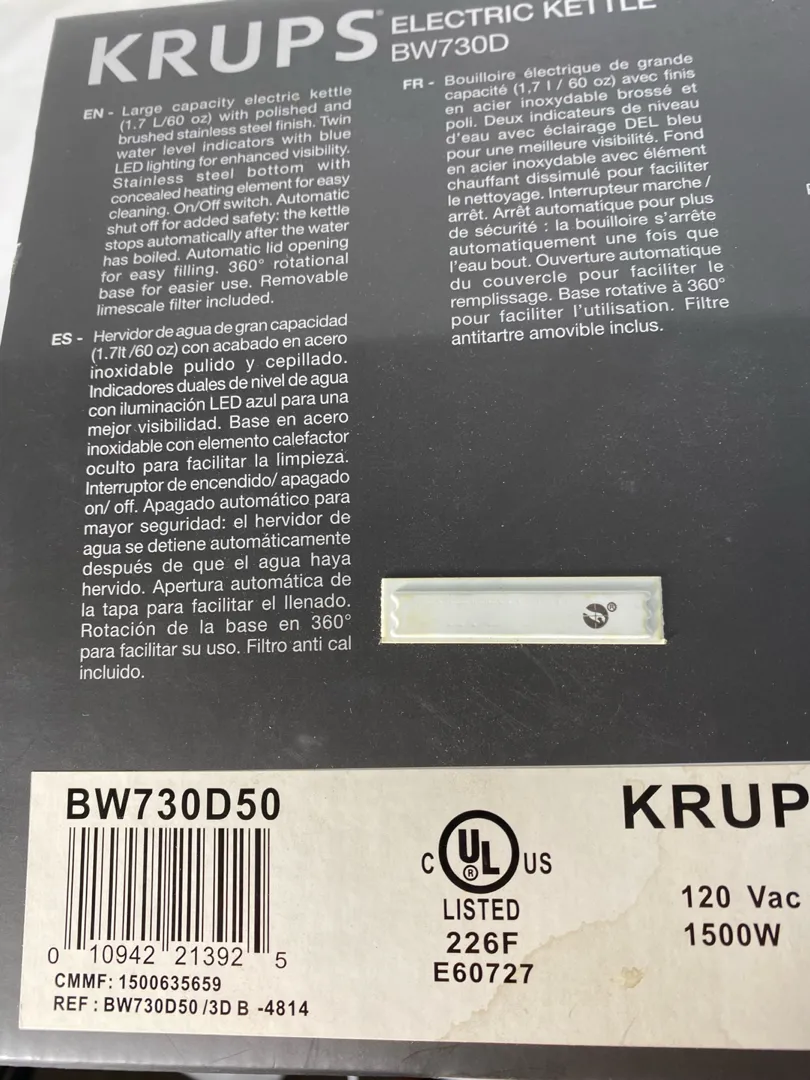 KRUPS® ELECTRIC KETTLE
BW730D
EN - Large capacity electric kettle
(1.7 L/60 oz) with polished and
brushed stainless steel finish. Twin
water level indicators with blue
LED lighting for enhanced visibility.
Stainless steel bottom with
concealed heating element for easy
cleaning. On/Off switch. Automatic
shut off for added safety: the kettle
stops automatically after the water
has boiled. Automatic lid opening
for easy filling. 360° rotational
base for easier use. Removable
limescale filter included.
FR - Bouilloire électrique de grande
capacité (1,7 l / 60 oz) avec finis
en acier inoxydable brossé et
poli. Deux indicateurs de niveau
d'eau avec éclairage DEL bleu
pour une meilleure visibilité. Fond
en acier inoxydable avec élément
chauffant dissimulé pour faciliter
le nettoyage. Interrupteur marche /
arrêt. Arrêt automatique pour plus
de sécurité : la bouilloire s'arrête
automatiquement une fois que
l'eau bout. Ouverture automatique
du couvercle pour faciliter le
remplissage. Base rotative à 360°
pour faciliter l'utilisation. Filtre
antitartre amovible inclus.
ES - Hervidor de agua de gran capacidad
(1.7lt /60 oz) con acabado en acero
inoxidable pulido y cepillado.
Indicadores duales de nivel de agua
con iluminación LED azul para una
mejor visibilidad. Base en acero
inoxidable con elemento calefactor
oculto para facilitar la limpieza.
Interruptor de encendido/ apagado
on/ off. Apagado automático para
mayor seguridad: el hervidor de
agua se detiene automáticamente
después de que el agua haya
hervido. Apertura automática de
la tapa para facilitar el llenado.
Rotación de la base en 360°
para facilitar su uso. Filtro anti cal
incluido.
®
BW730D50
0 10942 21392 5
CMMF: 1500635659
REF : BW730D50 /3D B -4814
C UL® US
LISTED
226F
E60727
KRUP
120 Vac
1500W